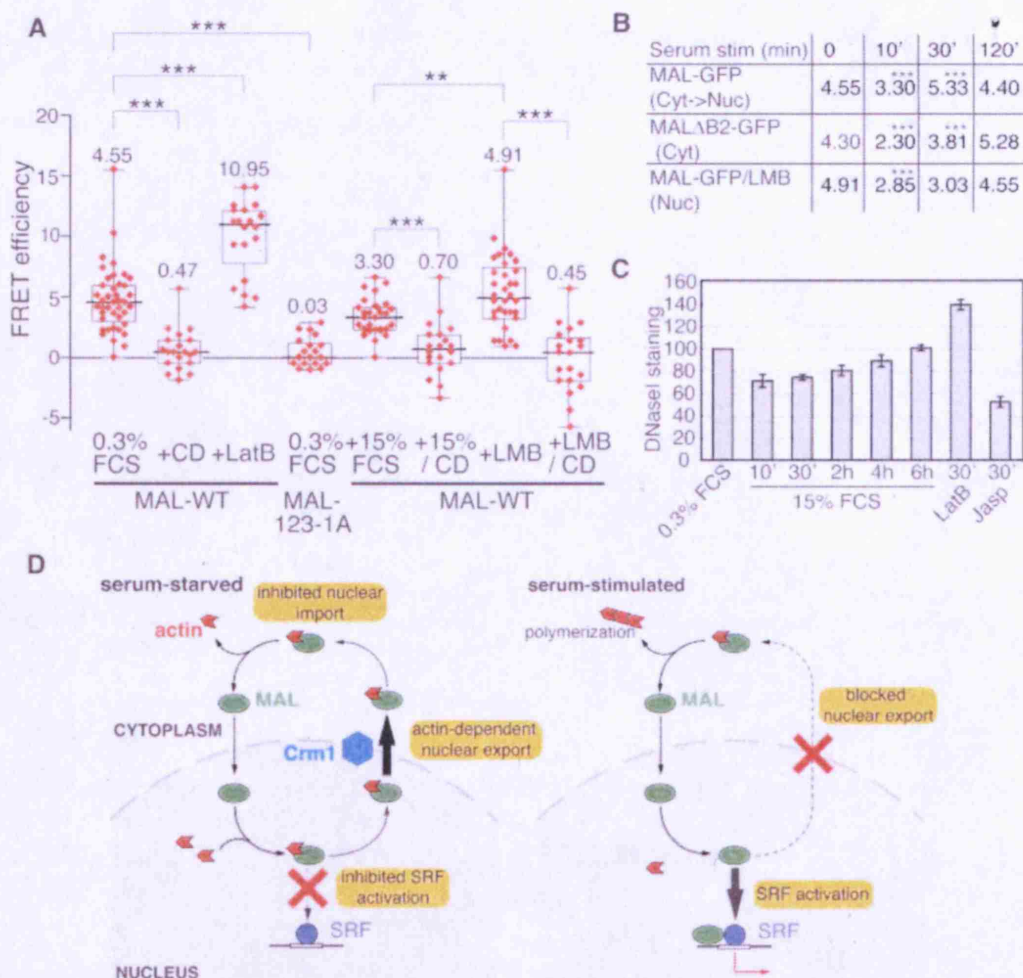 A
***
***
***
**
***
***
FRET efficiency
20
15
10
5
0
-5
4.55
0.47
10.95
0.03
3.30
0.70
4.91
0.45
0.3% FCS
+CD
+LatB
0.3% FCS
+15% FCS
+15% / CD
+LMB
+LMB / CD
MAL-WT
MAL-123-1A
MAL-WT
B
Serum stim (min) 0 10' 30' 120'
MAL-GFP (Cyt->Nuc) 4.55 *** 3.30 *** 5.33 4.40
MALΔB2-GFP (Cyt) 4.30 *** 2.30 *** 3.81 5.28
MAL-GFP/LMB (Nuc) 4.91 *** 2.85 3.03 4.55
C
DNaseI staining
160
140
120
100
80
60
40
20
0
0.3% FCS
10' 30' 2h 4h 6h
15% FCS
30' LatB
30' Jasp
D
serum-starved
inhibited nuclear import
actin
MAL
CYTOPLASM
Crm1
actin-dependent nuclear export
inhibited SRF activation
SRF
NUCLEUS
serum-stimulated
polymerization
MAL
blocked nuclear export
SRF activation
SRF